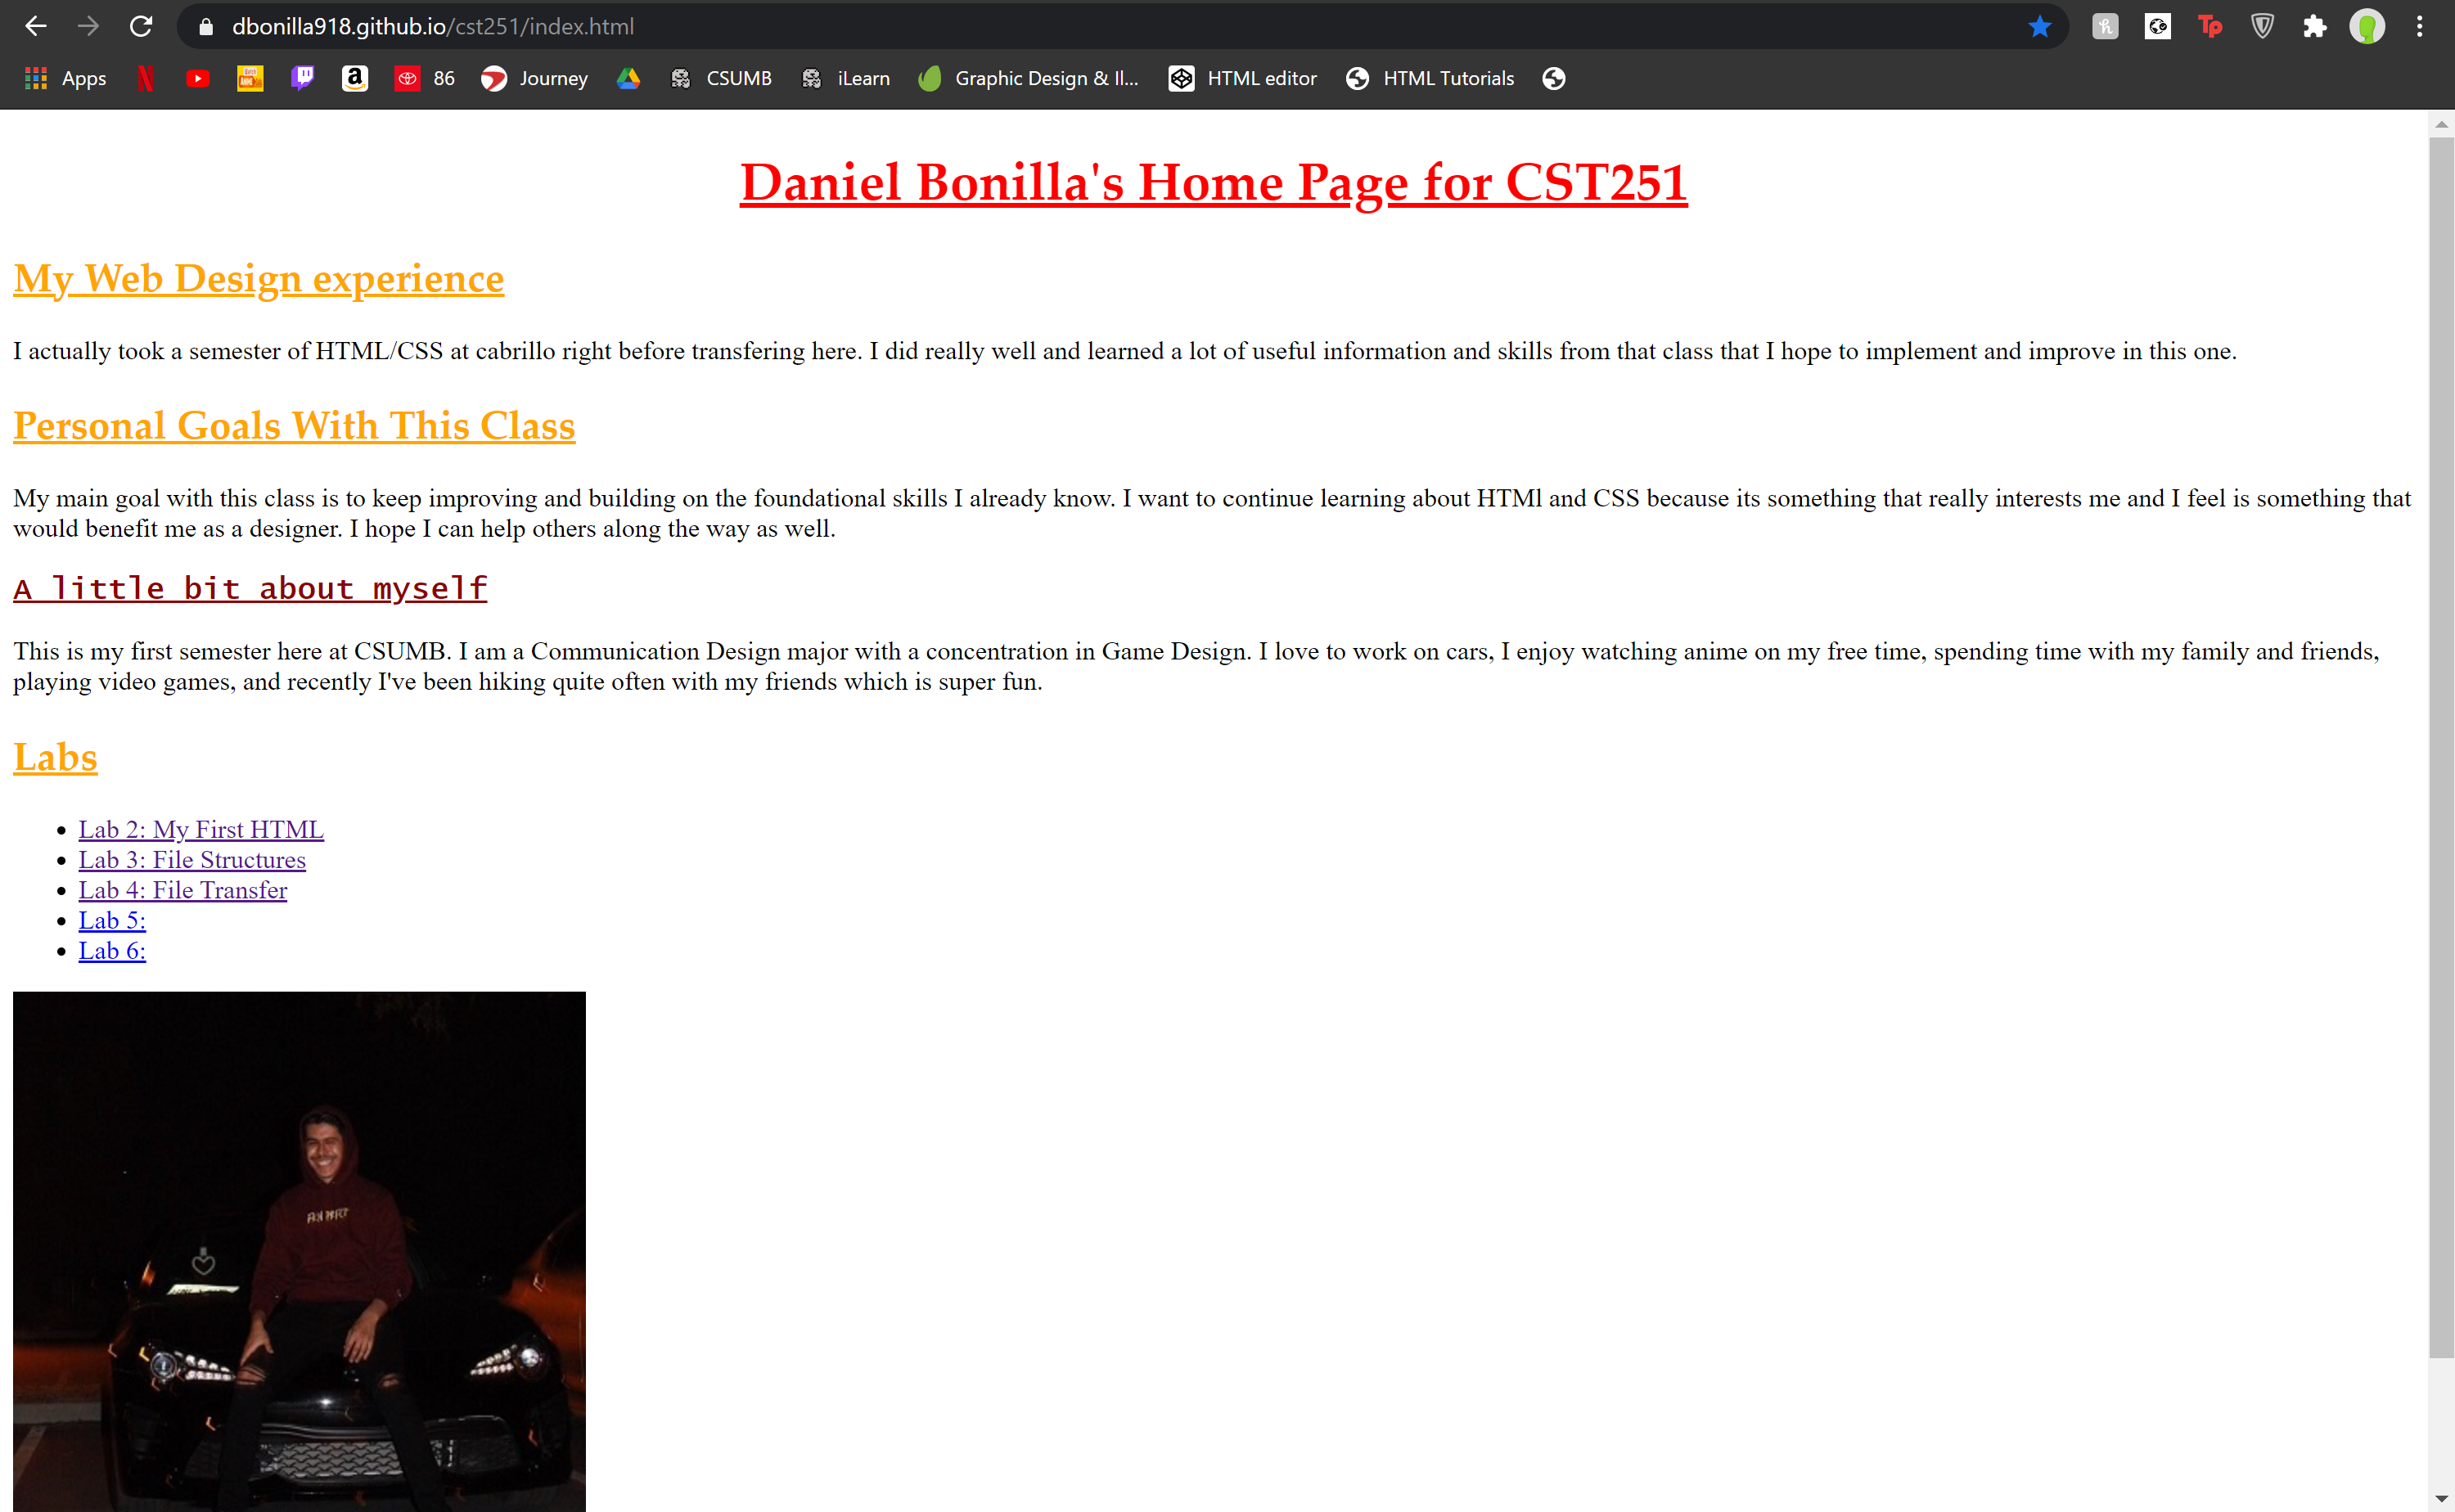 dbonilla918.github.io/cst251/index.html
Apps 86 Journey CSUMB iLearn Graphic Design & Il... HTML editor HTML Tutorials
Daniel Bonilla's Home Page for CST251
My Web Design experience
I actually took a semester of HTML/CSS at cabrillo right before transfering here. I did really well and learned a lot of useful information and skills from that class that I hope to implement and improve in this one.
Personal Goals With This Class
My main goal with this class is to keep improving and building on the foundational skills I already know. I want to continue learning about HTMl and CSS because its something that really interests me and I feel is something that
would benefit me as a designer. I hope I can help others along the way as well.
A little bit about myself
This is my first semester here at CSUMB. I am a Communication Design major with a concentration in Game Design. I love to work on cars, I enjoy watching anime on my free time, spending time with my family and friends,
playing video games, and recently I've been hiking quite often with my friends which is super fun.
Labs
Lab 2: My First HTML
Lab 3: File Structures
Lab 4: File Transfer
Lab 5:
Lab 6: